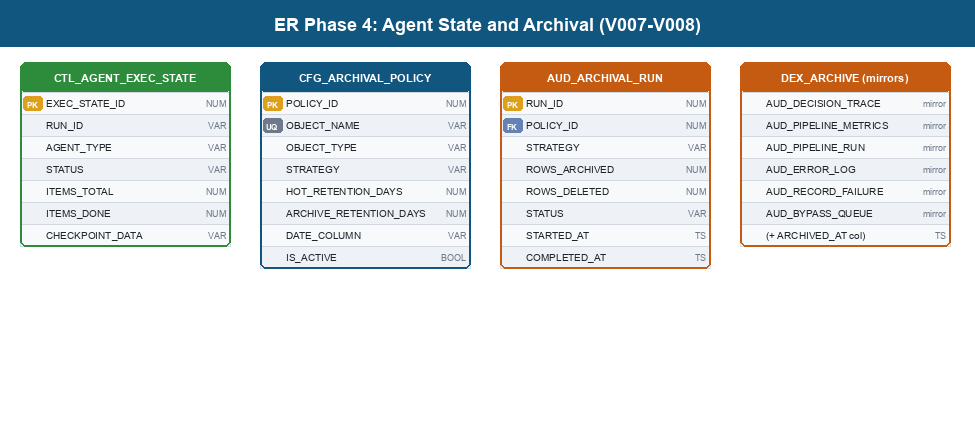 ER Phase 4: Agent State and Archival (V007-V008)
CTL_AGENT_EXEC_STATE
PK EXEC_STATE_ID NUM
RUN_ID VAR
AGENT_TYPE VAR
STATUS VAR
ITEMS_TOTAL NUM
ITEMS_DONE NUM
CHECKPOINT_DATA VAR
CFG_ARCHIVAL_POLICY
PK POLICY_ID NUM
UQ OBJECT_NAME VAR
OBJECT_TYPE VAR
STRATEGY VAR
HOT_RETENTION_DAYS NUM
ARCHIVE_RETENTION_DAYS NUM
DATE_COLUMN VAR
IS_ACTIVE BOOL
AUD_ARCHIVAL_RUN
PK RUN_ID NUM
FK POLICY_ID NUM
STRATEGY VAR
ROWS_ARCHIVED NUM
ROWS_DELETED NUM
STATUS VAR
STARTED_AT TS
COMPLETED_AT TS
DEX_ARCHIVE (mirrors)
AUD_DECISION_TRACE mirror
AUD_PIPELINE_METRICS mirror
AUD_PIPELINE_RUN mirror
AUD_ERROR_LOG mirror
AUD_RECORD_FAILURE mirror
AUD_BYPASS_QUEUE mirror
(+ ARCHIVED_AT col) TS